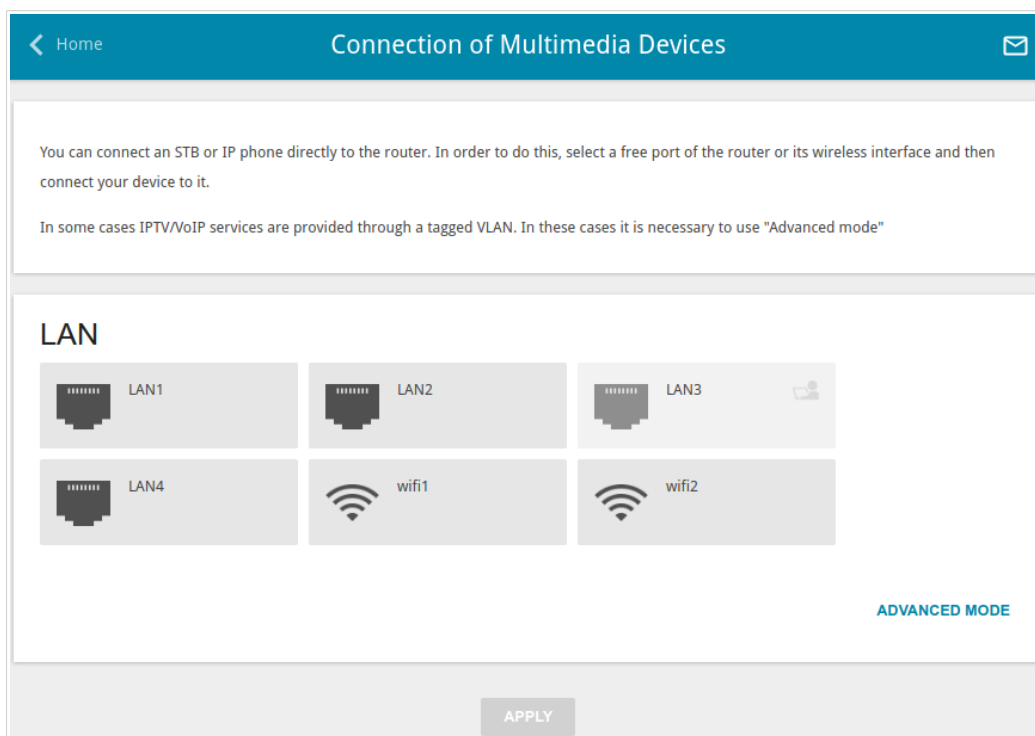 Home
Connection of Multimedia Devices
You can connect an STB or IP phone directly to the router. In order to do this, select a free port of the router or its wireless interface and then
connect your device to it.
In some cases IPTV/VoIP services are provided through a tagged VLAN. In these cases it is necessary to use "Advanced mode"
LAN
LAN1
LAN2
LAN3
LAN4
wifi1
wifi2
ADVANCED MODE
APPLY